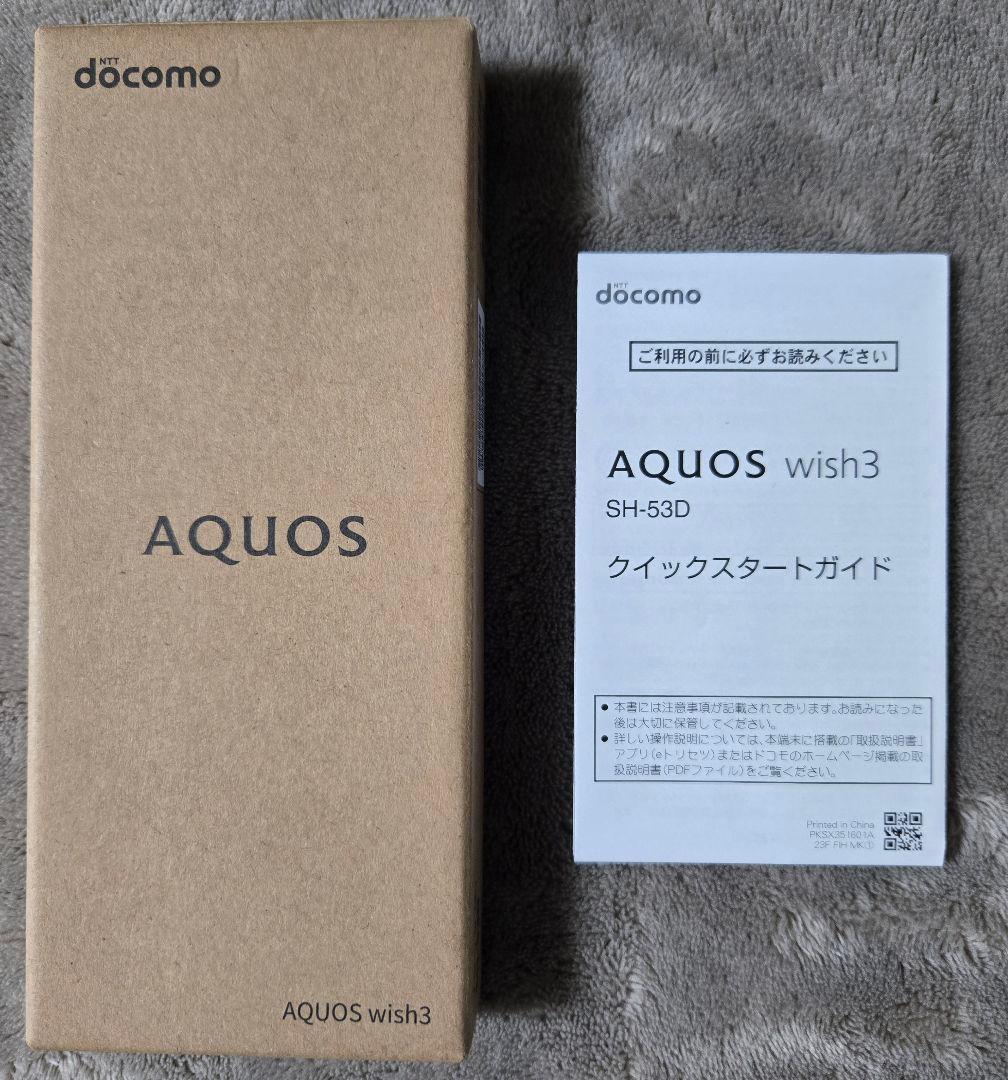 NTT
docomo
AQUOS
AQUOS wish3
NTT
docomo
ご利用の前に必ずお読みください
AQUOS wish3
SH-53D
クイックスタートガイド
● 本書には注意事項が記載されております。お読みになった
後は大切に保管してください。
● 詳しい操作説明については、本端末に搭載の「取扱説明書」
アプリ(eトリセツ)またはドコモのホームページ掲載の取
扱説明書(PDFファイル)をご覧ください。
Printed in China
PKSX351601A
23F FIH MK①